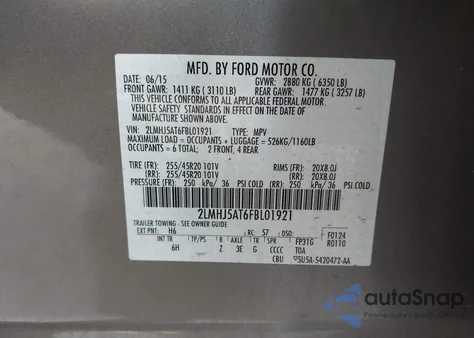 MFD. BY FORD MOTOR CO.
DATE: 06/15 GVWR: 2880 KG ( 6350 LB)
FRONT GAWR: 1411 KG ( 3110 LB) REAR GAWR: 1477 KG ( 3257 LB)
THIS VEHICLE CONFORMS TO ALL APPLICABLE FEDERAL MOTOR
VEHICLE SAFETY STANDARDS IN EFFECT ON THE DATE OF
MANUFACTURE SHOWN ABOVE.
VIN: 2LMHJ5AT6FBL01921 TYPE: MPV
MAXIMUM LOAD = OCCUPANTS + LUGGAGE = 526KG/1160LB
OCCUPANTS = 6 TOTAL; 2 FRONT, 4 REAR
TIRE (FR): 255/45R20 101V RIMS (FR): 20X8.0J
TIRE (RR): 255/45R20 101V (RR): 20X8.0J
PRESSURE (FR): 250 kPa/ 36 PSI.COLD (RR): 250 kPa/ 36 PSI.COLD
2LMHJ5AT6FBL01921
TRAILER TOWING - SEE OWNER GUIDE
EXT PNT: H6 RC: 57 DSO: F0124
INT TR TP/PS R AXLE TR SPR FP31G R0110
6H Z 3E G CCCC TOA
CBU 5U5A-5420472-AA
autoSnap